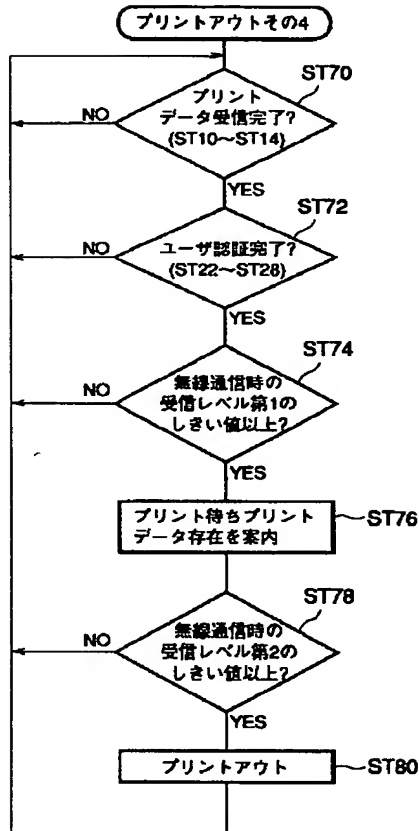 プリントアウトその4
ST70
プリント
データ受信完了?
(ST10～ST14)
NO
YES
ST72
ユーザ認証完了?
(ST22～ST28)
NO
YES
ST74
無線通信時の
受信レベル第1の
しきい値以上?
NO
YES
プリント待ちプリント
データ存在を案内
ST76
ST78
無線通信時の
受信レベル第2の
しきい値以上?
NO
YES
プリントアウト
ST80